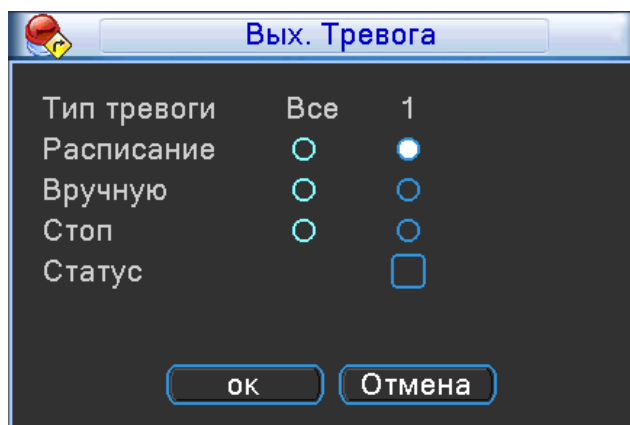 Вых. Тревога
Тип тревоги Все 1
Расписание
Вручную
Стоп
Статус
ок Отмена